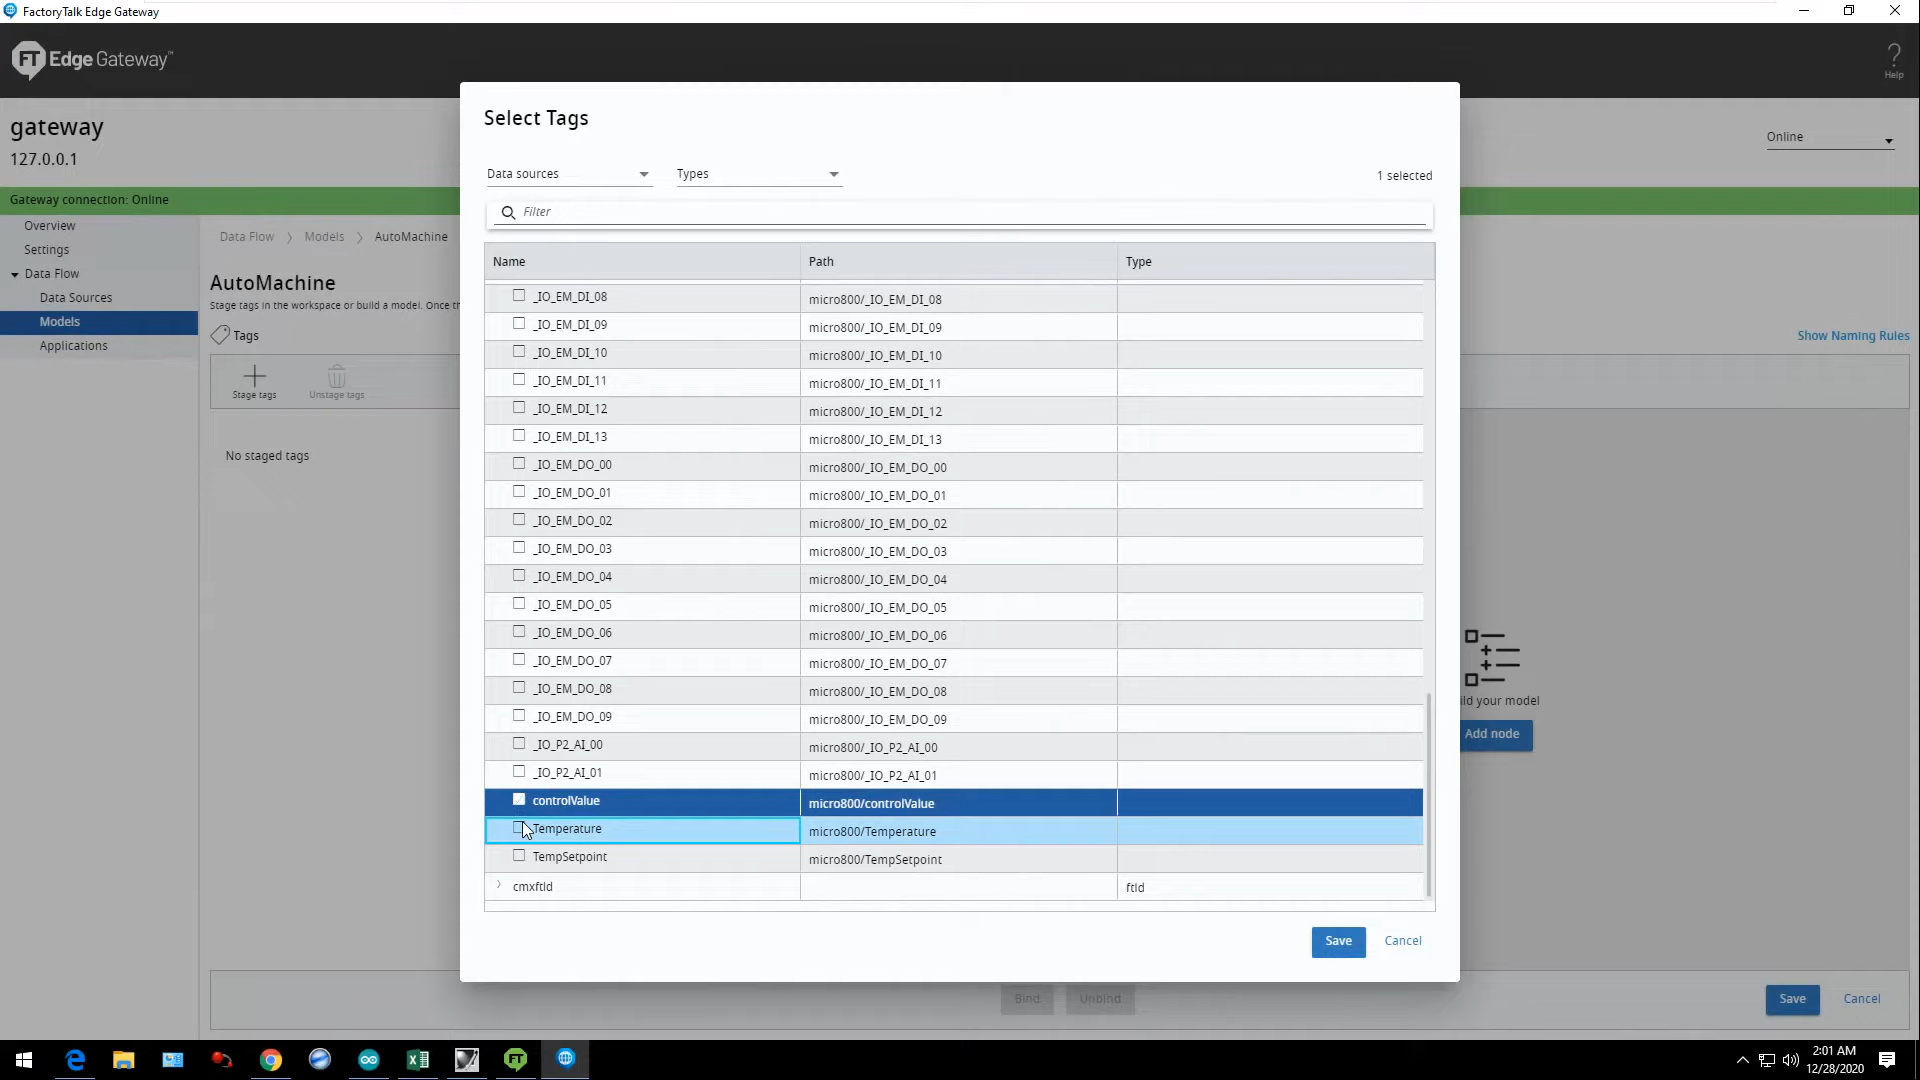 FactoryTalk Edge Gateway
FT Edge Gateway™
? Help
gateway
127.0.0.1
Online
Gateway connection: Online
Overview
Settings
Data Flow
Data Sources
Models
Applications
Data Flow > Models > AutoMachine
AutoMachine
Stage tags in the workspace or build a model. Once th
Tags
Show Naming Rules
Stage tags
Unstage tags
No staged tags
ild your model
Add node
Bind
Unbind
Save
Cancel
Select Tags
Data sources
Types
1 selected
Filter
Name Path Type
_IO_EM_DI_08 micro800/_IO_EM_DI_08
_IO_EM_DI_09 micro800/_IO_EM_DI_09
_IO_EM_DI_10 micro800/_IO_EM_DI_10
_IO_EM_DI_11 micro800/_IO_EM_DI_11
_IO_EM_DI_12 micro800/_IO_EM_DI_12
_IO_EM_DI_13 micro800/_IO_EM_DI_13
_IO_EM_DO_00 micro800/_IO_EM_DO_00
_IO_EM_DO_01 micro800/_IO_EM_DO_01
_IO_EM_DO_02 micro800/_IO_EM_DO_02
_IO_EM_DO_03 micro800/_IO_EM_DO_03
_IO_EM_DO_04 micro800/_IO_EM_DO_04
_IO_EM_DO_05 micro800/_IO_EM_DO_05
_IO_EM_DO_06 micro800/_IO_EM_DO_06
_IO_EM_DO_07 micro800/_IO_EM_DO_07
_IO_EM_DO_08 micro800/_IO_EM_DO_08
_IO_EM_DO_09 micro800/_IO_EM_DO_09
_IO_P2_AI_00 micro800/_IO_P2_AI_00
_IO_P2_AI_01 micro800/_IO_P2_AI_01
controlValue micro800/controlValue
Temperature micro800/Temperature
TempSetpoint micro800/TempSetpoint
cmxftld ftld
Save
Cancel
FT
2:01 AM
12/28/2020